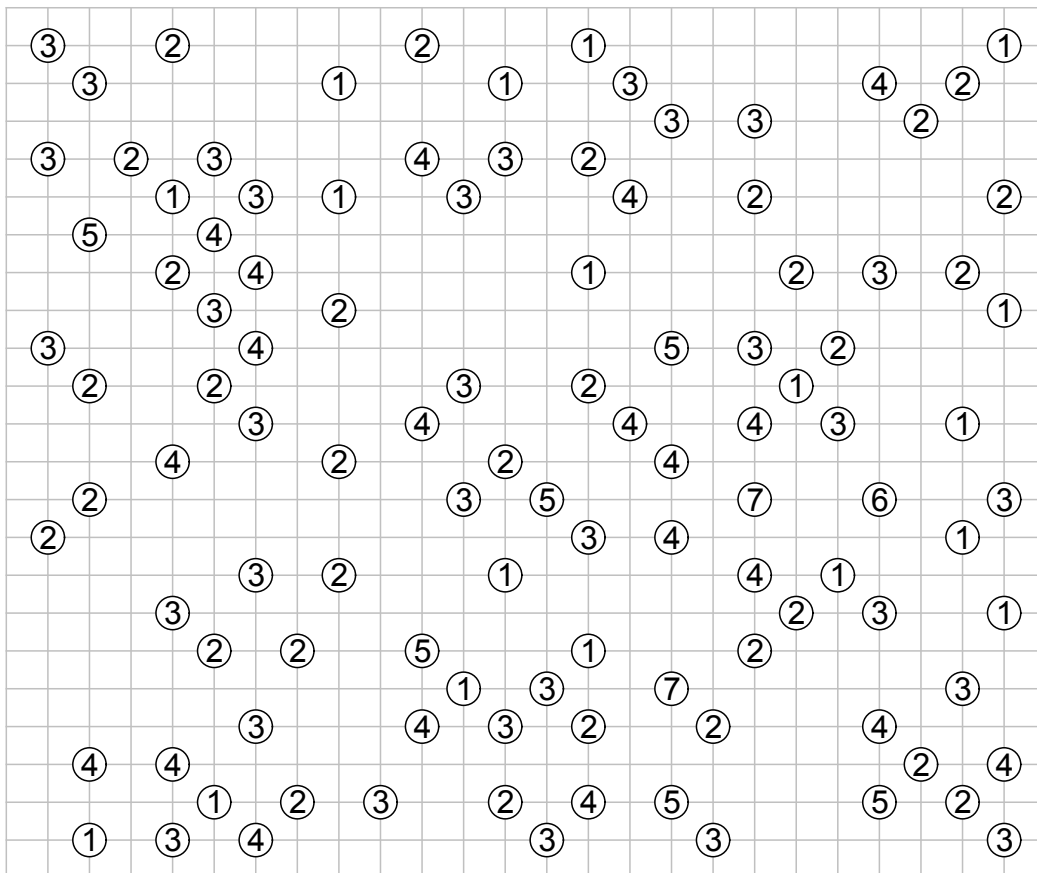 3 2 2 1 1
3 1 1 3 4 2
3 3 2
3 2 3 4 3 2
1 3 1 3 4 2 2
5 4
2 4 1 2 3 2
3 2 1
3 4 5 3 2
2 2 3 2 1
3 4 4 4 3 1
4 2 2 4
2 3 5 7 6 3
2 3 4 1
3 2 1 4 1
3 2 3 1
2 2 5 1 2
1 3 7 3
3 4 3 2 2 4
4 4 2 4
1 2 3 2 4 5 5 2
1 3 4 3 3 3